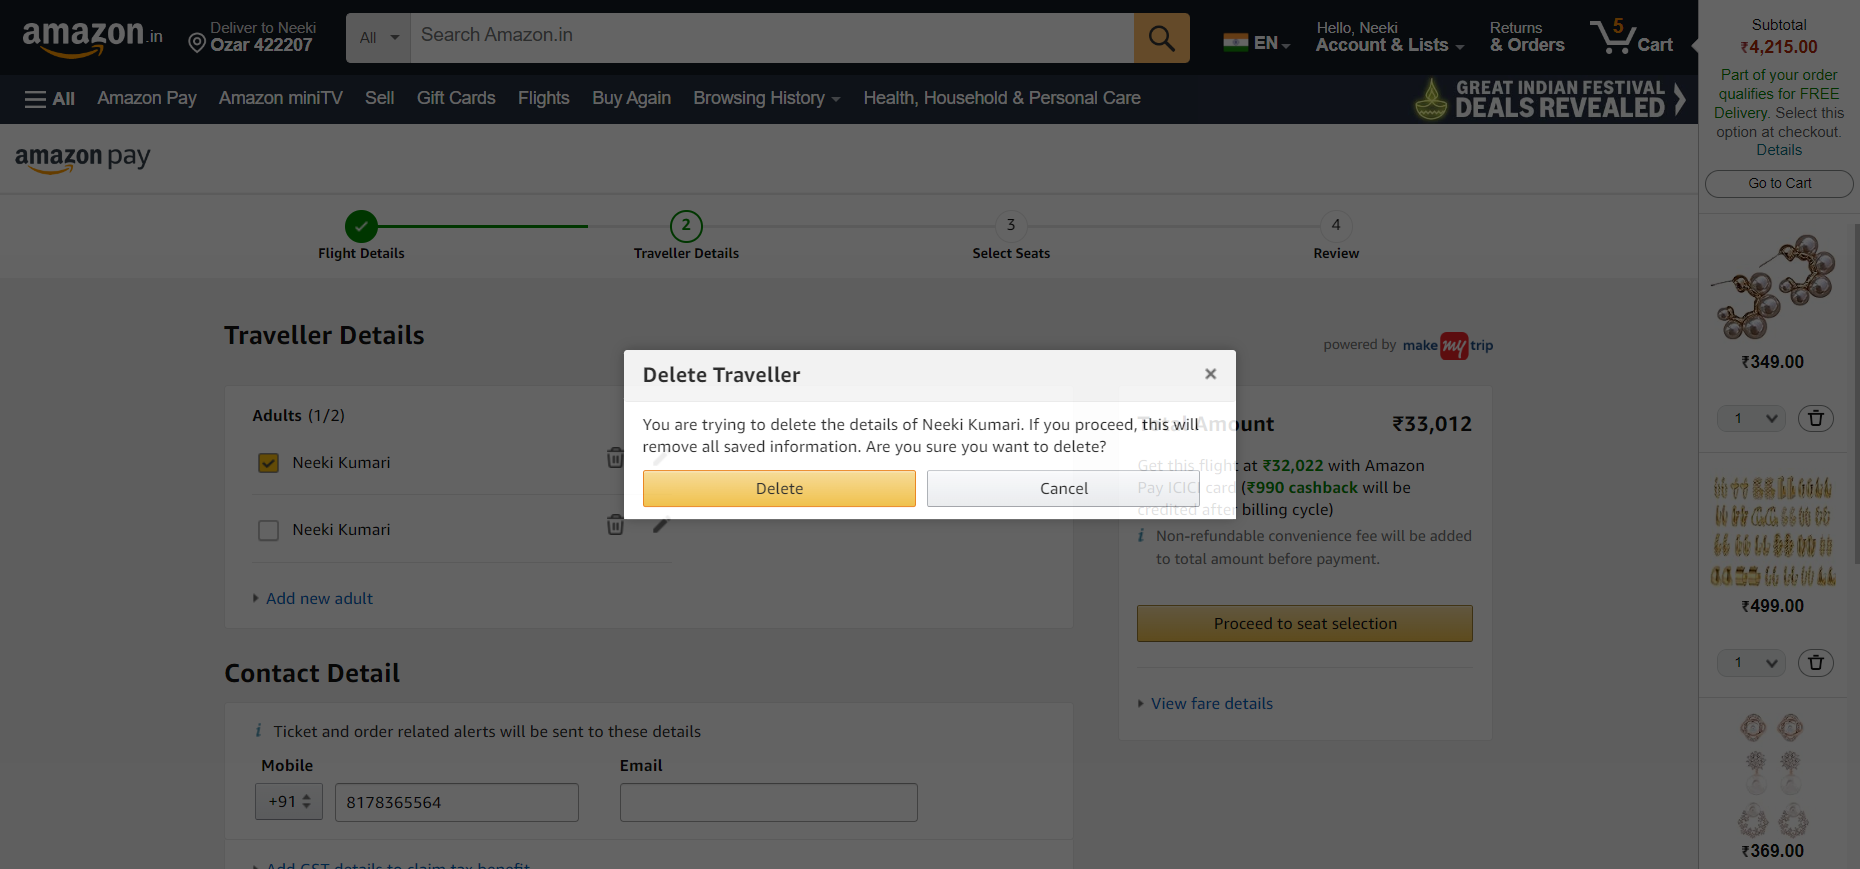 amazon.in
Deliver to Neeki
Ozar 422207
All
Search Amazon.in
EN
Hello, Neeki
Account & Lists
Returns
& Orders
5
Cart
All
Amazon Pay
Amazon miniTV
Sell
Gift Cards
Flights
Buy Again
Browsing History
Health, Household & Personal Care
GREAT INDIAN FESTIVAL
DEALS REVEALED
Subtotal
₹4,215.00
Part of your order
qualifies for FREE
Delivery. Select this
option at checkout.
Details
Go to Cart
amazon pay
Flight Details
2
Traveller Details
3
Select Seats
4
Review
Traveller Details
powered by make my trip
Adults (1/2)
Neeki Kumari
Neeki Kumari
Add new adult
Delete Traveller
×
You are trying to delete the details of Neeki Kumari. If you proceed, this will
remove all saved information. Are you sure you want to delete?
Delete
Cancel
Total Amount
₹33,012
Get this flight at ₹32,022 with Amazon
Pay ICICI card (₹990 cashback will be
credited after billing cycle)
i Non-refundable convenience fee will be added
to total amount before payment.
Proceed to seat selection
View fare details
Contact Detail
i Ticket and order related alerts will be sent to these details
Mobile
Email
+91
8178365564
Add GST details to claim tax benefit
₹349.00
1
₹499.00
1
₹369.00